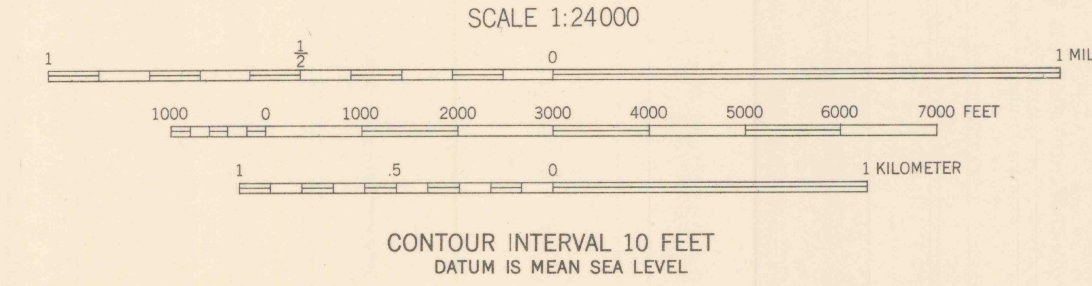 SCALE 1:24000
1 ½ 0 1 MIL
1000 0 1000 2000 3000 4000 5000 6000 7000 FEET
1 .5 0 1 KILOMETER
CONTOUR INTERVAL 10 FEET
DATUM IS MEAN SEA LEVEL